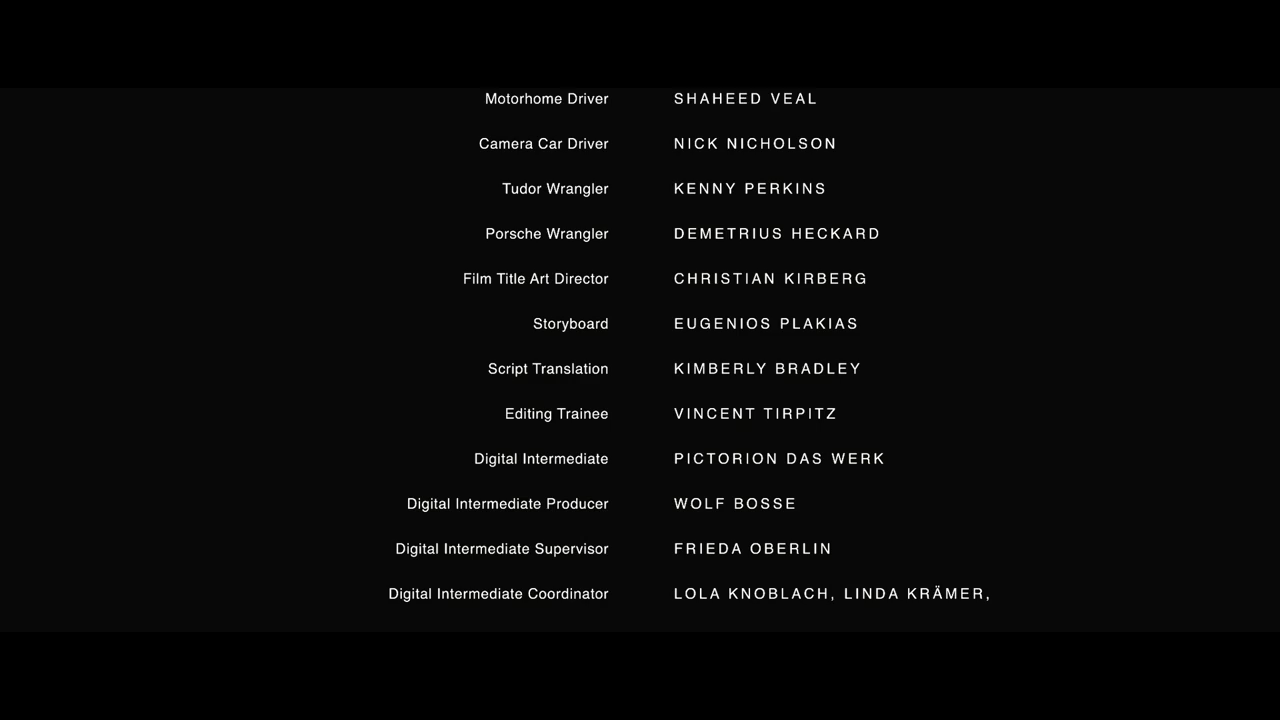 Motorhome Driver SHAHEED VEAL
Camera Car Driver NICK NICHOLSON
Tudor Wrangler KENNY PERKINS
Porsche Wrangler DEMETRIUS HECKARD
Film Title Art Director CHRISTIAN KIRBERG
Storyboard EUGENIOS PLAKIAS
Script Translation KIMBERLY BRADLEY
Editing Trainee VINCENT TIRPITZ
Digital Intermediate PICTORION DAS WERK
Digital Intermediate Producer WOLF BOSSE
Digital Intermediate Supervisor FRIEDA OBERLIN
Digital Intermediate Coordinator LOLA KNOBLACH, LINDA KRÄMER,